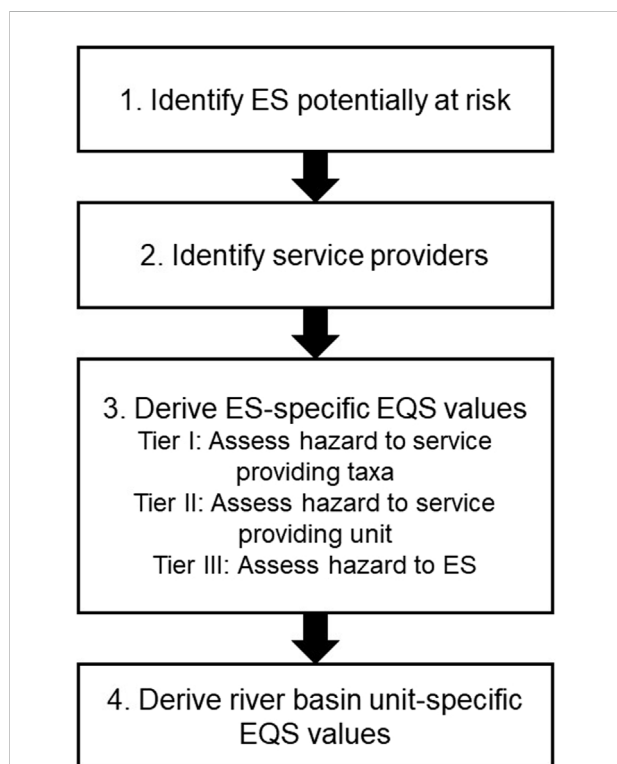 1. Identify ES potentially at risk
2. Identify service providers
3. Derive ES-specific EQS values
Tier I: Assess hazard to service
providing taxa
Tier II: Assess hazard to service
providing unit
Tier III: Assess hazard to ES
4. Derive river basin unit-specific
EQS values